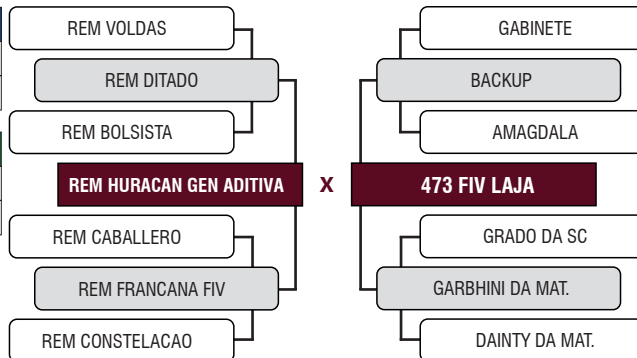 REM VOLDAS
REM DITADO
REM BOLSISTA
REM HURACAN GEN ADITIVA
REM CABALLERO
REM FRANCANA FIV
REM CONSTELACAO
X
GABINETE
BACKUP
AMAGDALA
473 FIV LAJA
GRADO DA SC
GARBHINI DA MAT.
DAINTY DA MAT.